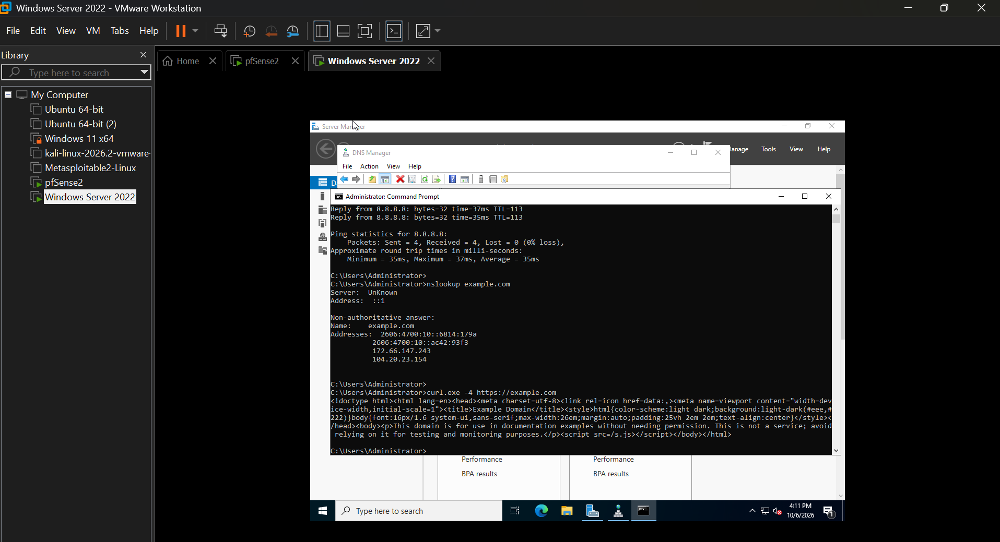 Windows Server 2022 - VMware Workstation
File Edit View VM Tabs Help
Library
Type here to search
Home
pfSense2
Windows Server 2022
My Computer
Ubuntu 64-bit
Ubuntu 64-bit (2)
Windows 11 x64
kali-linux-2026.2-vmware-
Metasploitable2-Linux
pfSense2
Windows Server 2022
Server Manager
Tools View Help
DNS Manager
File Action View Help
Administrator: Command Prompt
Reply from 8.8.8.8: bytes=32 time=37ms TTL=113
Reply from 8.8.8.8: bytes=32 time=35ms TTL=113
Ping statistics for 8.8.8.8:
Packets: Sent = 4, Received = 4, Lost = 0 (0% loss),
Approximate round trip times in milli-seconds:
Minimum = 35ms, Maximum = 37ms, Average = 35ms
C:\Users\Administrator>
C:\Users\Administrator>nslookup example.com
Server: UnKnown
Address: ::1
Non-authoritative answer:
Name: example.com
Addresses: 2606:4700:10::6814:179a
2606:4700:10::ac42:93f3
172.66.147.243
104.20.23.154
C:\Users\Administrator>
C:\Users\Administrator>curl.exe -4 https://example.com
<!doctype html><html lang=en><head><meta charset=utf-8><link rel=icon href=data:,><meta name=viewport content="width=dev
ice-width,initial-scale=1"><title>Example Domain</title><style>html{color-scheme:light dark;background:light-dark(#eee,#
222)}body{font:16px/1.6 system-ui,sans-serif;max-width:26em;margin:auto;padding:25vh 2em 2em;text-align:center}</style><
/head><body><p>This domain is for use in documentation examples without needing permission. This is not a service; avoid
relying on it for testing and monitoring purposes.</p><script src=/s.js></script></body></html>
C:\Users\Administrator>
Performance
BPA results
Performance
BPA results
Type here to search
4:11 PM
10/6/2026
1